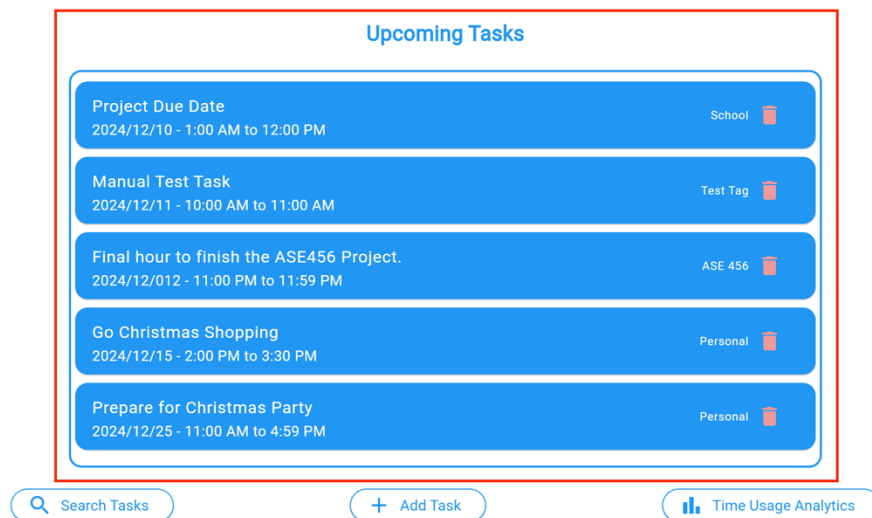 Upcoming Tasks
Project Due Date
2024/12/10 - 1:00 AM to 12:00 PM
School
Manual Test Task
2024/12/11 - 10:00 AM to 11:00 AM
Test Tag
Final hour to finish the ASE456 Project.
2024/12/012 - 11:00 PM to 11:59 PM
ASE 456
Go Christmas Shopping
2024/12/15 - 2:00 PM to 3:30 PM
Personal
Prepare for Christmas Party
2024/12/25 - 11:00 AM to 4:59 PM
Personal
Search Tasks
Add Task
Time Usage Analytics